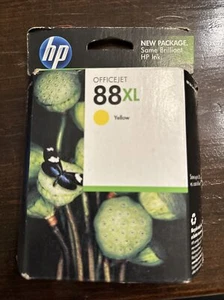 hp
NEW PACKAGE.
Same Brilliant
HP Ink.
OFFICEJET
88XL
Yellow